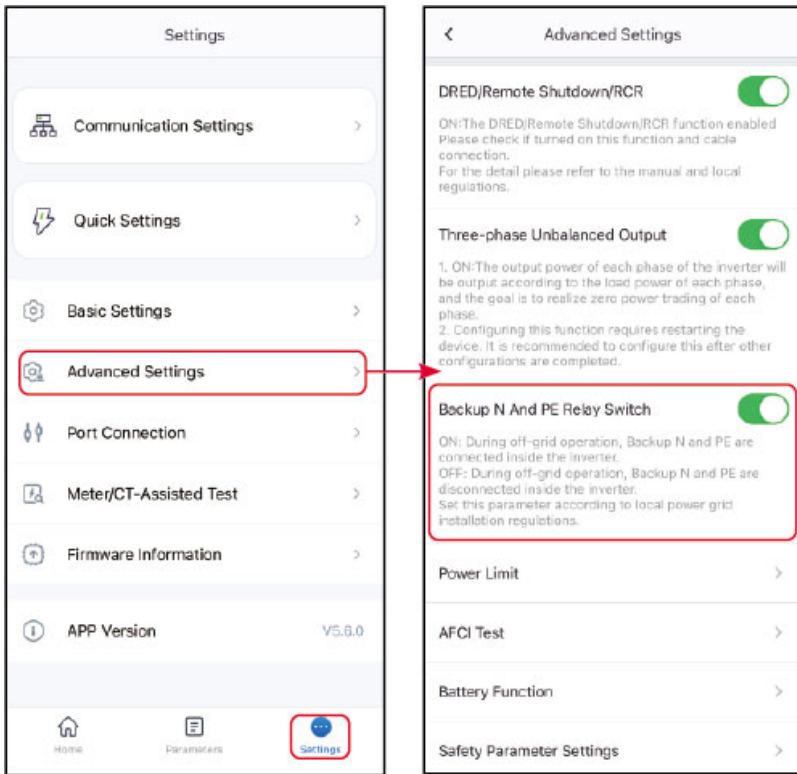 Settings
Communication Settings
Quick Settings
Basic Settings
Advanced Settings
Port Connection
Meter/CT-Assisted Test
Firmware Information
APP Version V5.6.0
Home Parameters Settings
Advanced Settings
DRED/Remote Shutdown/RCR
ON:The DRED/Remote Shutdown/RCR function enabled
Please check if turned on this function and cable
connection.
For the detail please refer to the manual and local
regulations.
Three-phase Unbalanced Output
1. ON:The output power of each phase of the inverter will
be output according to the load power of each phase,
and the goal is to realize zero power trading of each
phase.
2. Configuring this function requires restarting the
device. It is recommended to configure this after other
configurations are completed.
Backup N And PE Relay Switch
ON: During off-grid operation, Backup N and PE are
connected inside the inverter.
OFF: During off-grid operation, Backup N and PE are
disconnected inside the inverter.
Set this parameter according to local power grid
installation regulations.
Power Limit
AFCI Test
Battery Function
Safety Parameter Settings